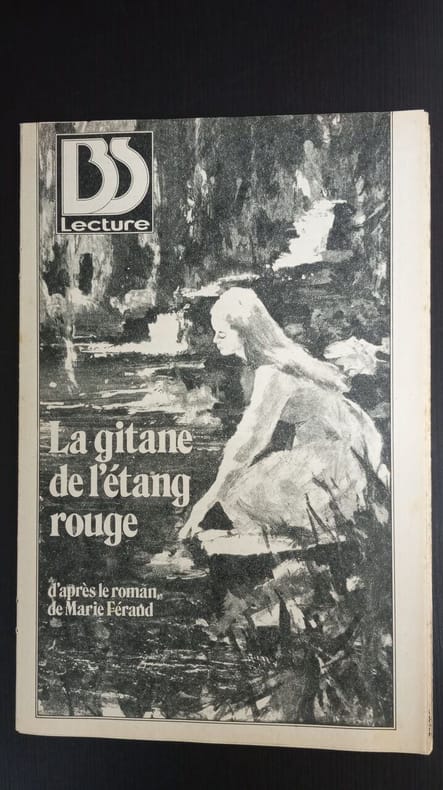 BS
Lecture
La gitane
de l'étang
rouge
d'après le roman
de Marie Férand